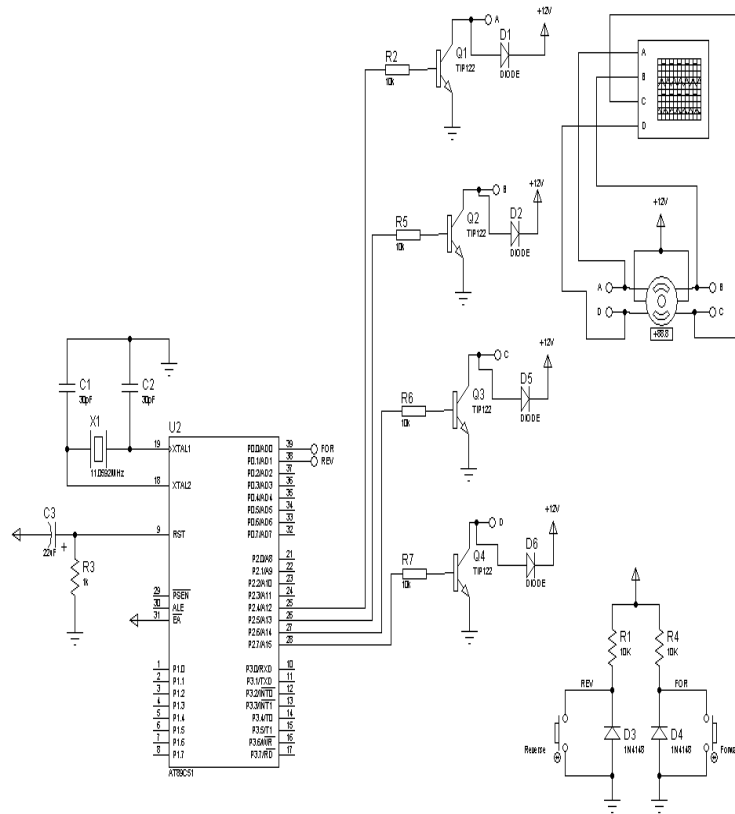 +12V
A
D1
DIODE
R2
10k
Q1
TIP122
A
B
C
D
+12V
B
D2
DIODE
R5
10k
Q2
TIP122
+12V
A
B
D
C
+88.8
+12V
C
D5
DIODE
R6
10k
Q3
TIP122
+12V
D
D6
DIODE
R7
10k
Q4
TIP122
C1
30pF
C2
30pF
X1
11.0592MHz
C3
+
R3
1k
U2
19 XTAL1
18 XTAL2
9 RST
29 PSEN
30 ALE
31 EA
1 P1.0
2 P1.1
3 P1.2
4 P1.3
5 P1.4
6 P1.5
7 P1.6
8 P1.7
P0.0/AD0 39 FOR
P0.1/AD1 38 REV
P0.2/AD2 37
P0.3/AD3 36
P0.4/AD4 35
P0.5/AD5 34
P0.6/AD6 33
P0.7/AD7 32
P2.0/A8 21
P2.1/A9 22
P2.2/A10 23
P2.3/A11 24
P2.4/A12 25
P2.5/A13 26
P2.6/A14 27
P2.7/A15 28
P3.0/RXD 10
P3.1/TXD 11
P3.2/INT0 12
P3.3/INT1 13
P3.4/T0 14
P3.5/T1 15
P3.6/WR 16
P3.7/RD 17
AT89C51
R1
10K
R4
10K
REV
FOR
D3
1N4148
D4
1N4148
Reverse
Forwa